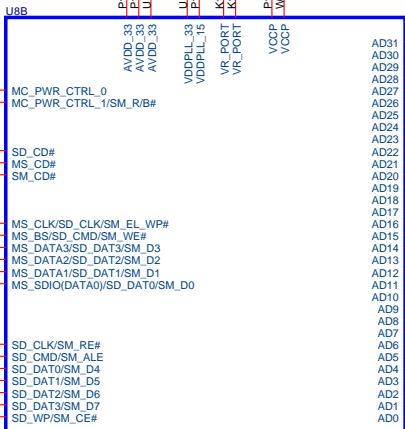 U8B
P
P
U
U
P
K
K
P
W
AVDD_33
AVDD_33
AVDD_33
VDDPLL_33
VDDPLL_15
VR_PORT
VR_PORT
VCCP
VCCP
MC_PWR_CTRL_0
MC_PWR_CTRL_1/SM_R/B#
SD_CD#
MS_CD#
SM_CD#
MS_CLK/SD_CLK/SM_EL_WP#
MS_BS/SD_CMD/SM_WE#
MS_DATA3/SD_DAT3/SM_D3
MS_DATA2/SD_DAT2/SM_D2
MS_DATA1/SD_DAT1/SM_D1
MS_SDIO(DATA0)/SD_DAT0/SM_D0
SD_CLK/SM_RE#
SD_CMD/SM_ALE
SD_DAT0/SM_D4
SD_DAT1/SM_D5
SD_DAT2/SM_D6
SD_DAT3/SM_D7
SD_WP/SM_CE#
AD31
AD30
AD29
AD28
AD27
AD26
AD25
AD24
AD23
AD22
AD21
AD20
AD19
AD18
AD17
AD16
AD15
AD14
AD13
AD12
AD11
AD10
AD9
AD8
AD7
AD6
AD5
AD4
AD3
AD2
AD1
AD0